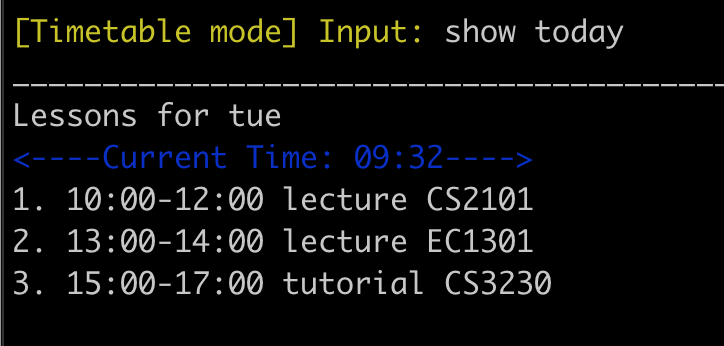 [Timetable mode] Input: show today
________________________________________
Lessons for tue
<----Current Time: 09:32---->
1. 10:00-12:00 lecture CS2101
2. 13:00-14:00 lecture EC1301
3. 15:00-17:00 tutorial CS3230